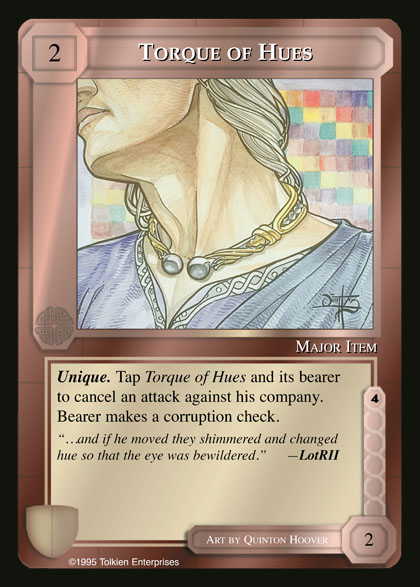 2
TORQUE OF HUES
MAJOR ITEM
Unique. Tap Torque of Hues and its bearer
to cancel an attack against his company.
Bearer makes a corruption check.
4
“…and if he moved they shimmered and changed
hue so that the eye was bewildered.” —LotRII
ART BY QUINTON HOOVER
2
©1995 Tolkien Enterprises